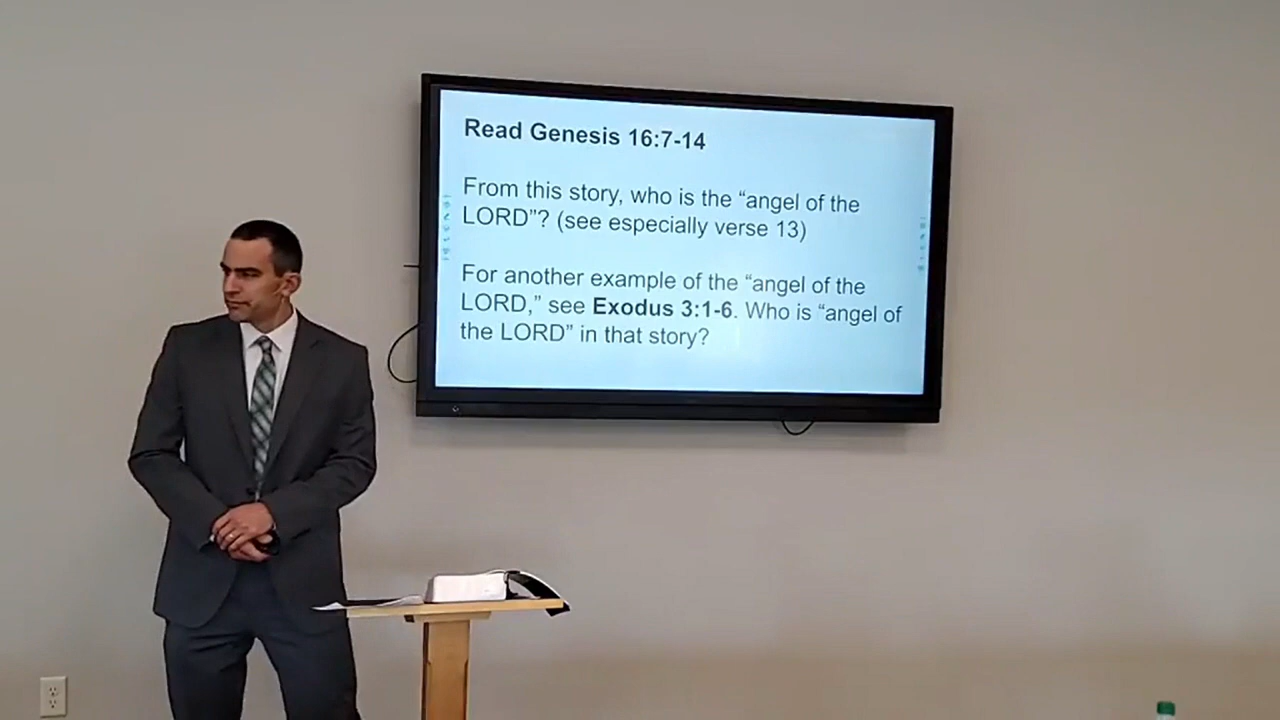 Read Genesis 16:7-14
From this story, who is the “angel of the
LORD”? (see especially verse 13)
For another example of the “angel of the
LORD,” see Exodus 3:1-6. Who is “angel of
the LORD” in that story?